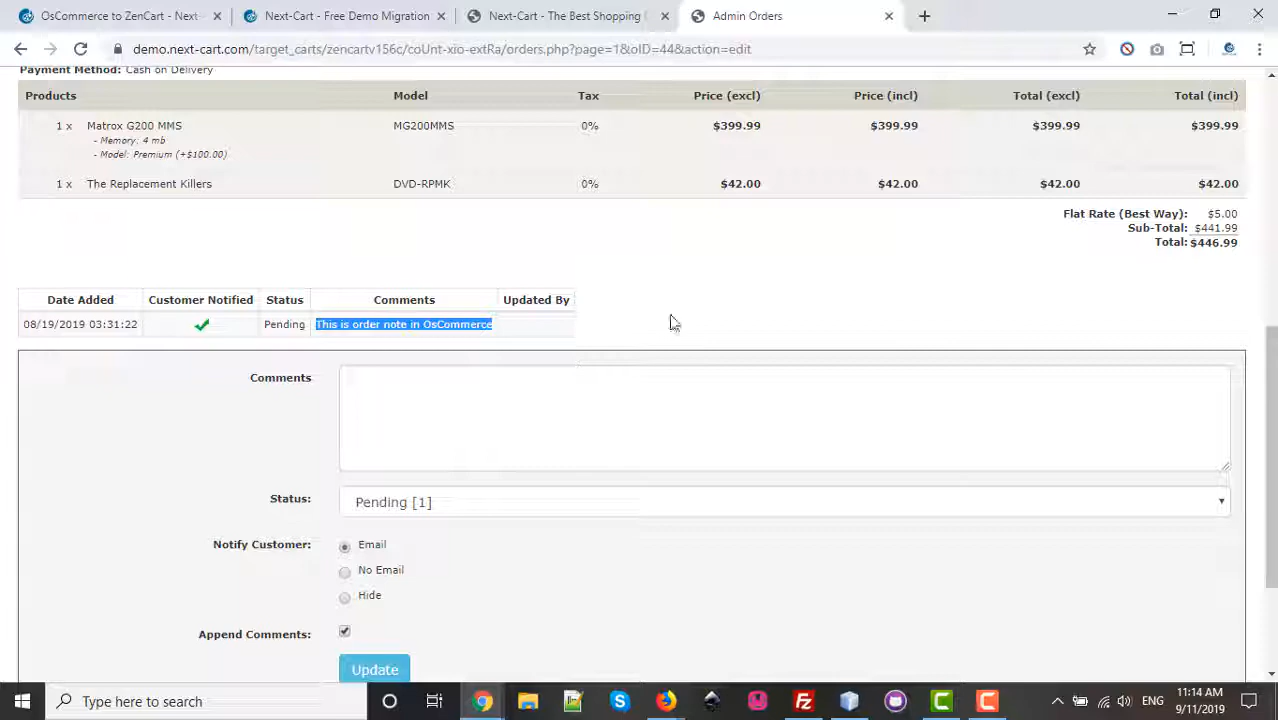 OsCommerce to ZenCart - Next-
Next-Cart - Free Demo Migration
Next-Cart - The Best Shopping
Admin Orders
demo.next-cart.com/target_carts/zencartv156c/coUnt-xio-extRa/orders.php?page=1&oID=44&action=edit
Payment Method: Cash on Delivery
Products Model Tax Price (excl) Price (incl) Total (excl) Total (incl)
1 x Matrox G200 MMS MG200MMS 0% $399.99 $399.99 $399.99 $399.99
- Memory: 4 mb
- Model: Premium (+$100.00)
1 x The Replacement Killers DVD-RPMK 0% $42.00 $42.00 $42.00 $42.00
Flat Rate (Best Way): $5.00
Sub-Total: $441.99
Total: $446.99
Date Added Customer Notified Status Comments Updated By
08/19/2019 03:31:22 Pending This is order note in OsCommerce
Comments
Status: Pending [1]
Notify Customer: Email
No Email
Hide
Append Comments:
Update
Type here to search
ENG
11:14 AM
9/11/2019